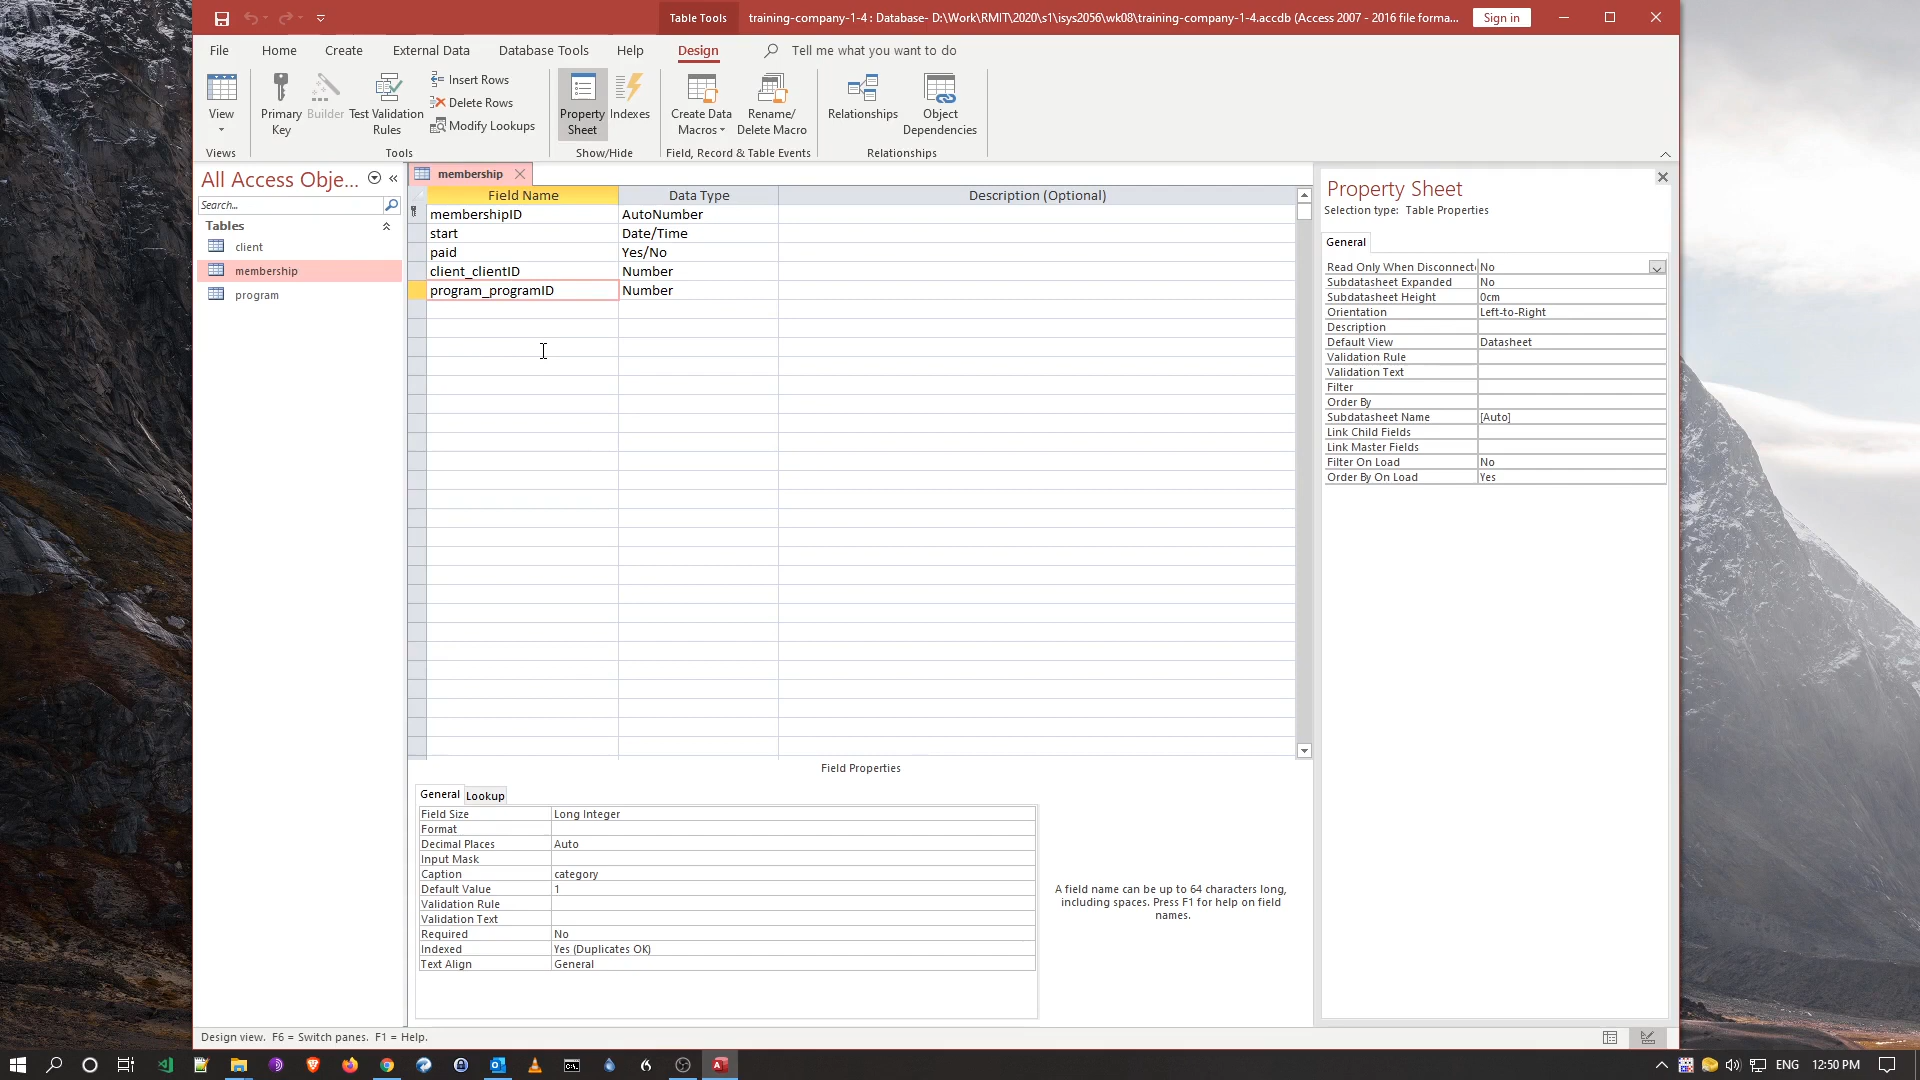 Table Tools
training-company-1-4 : Database- D:\Work\RMIT\2020\s1\isys2056\wk08\training-company-1-4.accdb (Access 2007 - 2016 file forma...
Sign in
File
Home
Create
External Data
Database Tools
Help
Design
Tell me what you want to do
View
Primary Key
Builder
Test Validation Rules
Insert Rows
Delete Rows
Modify Lookups
Property Sheet
Indexes
Create Data Macros
Rename/ Delete Macro
Relationships
Object Dependencies
Views
Tools
Show/Hide
Field, Record & Table Events
Relationships
All Access Obje...
Search...
Tables
client
membership
program
membership
Field Name Data Type Description (Optional)
membershipID AutoNumber
start Date/Time
paid Yes/No
client_clientID Number
program_programID Number
Field Properties
General
Lookup
Field Size Long Integer
Format
Decimal Places Auto
Input Mask
Caption category
Default Value 1
Validation Rule
Validation Text
Required No
Indexed Yes (Duplicates OK)
Text Align General
A field name can be up to 64 characters long,
including spaces. Press F1 for help on field
names.
Property Sheet
Selection type: Table Properties
General
Read Only When Disconnect No
Subdatasheet Expanded No
Subdatasheet Height 0cm
Orientation Left-to-Right
Description
Default View Datasheet
Validation Rule
Validation Text
Filter
Order By
Subdatasheet Name [Auto]
Link Child Fields
Link Master Fields
Filter On Load No
Order By On Load Yes
Design view. F6 = Switch panes. F1 = Help.
ENG
12:50 PM